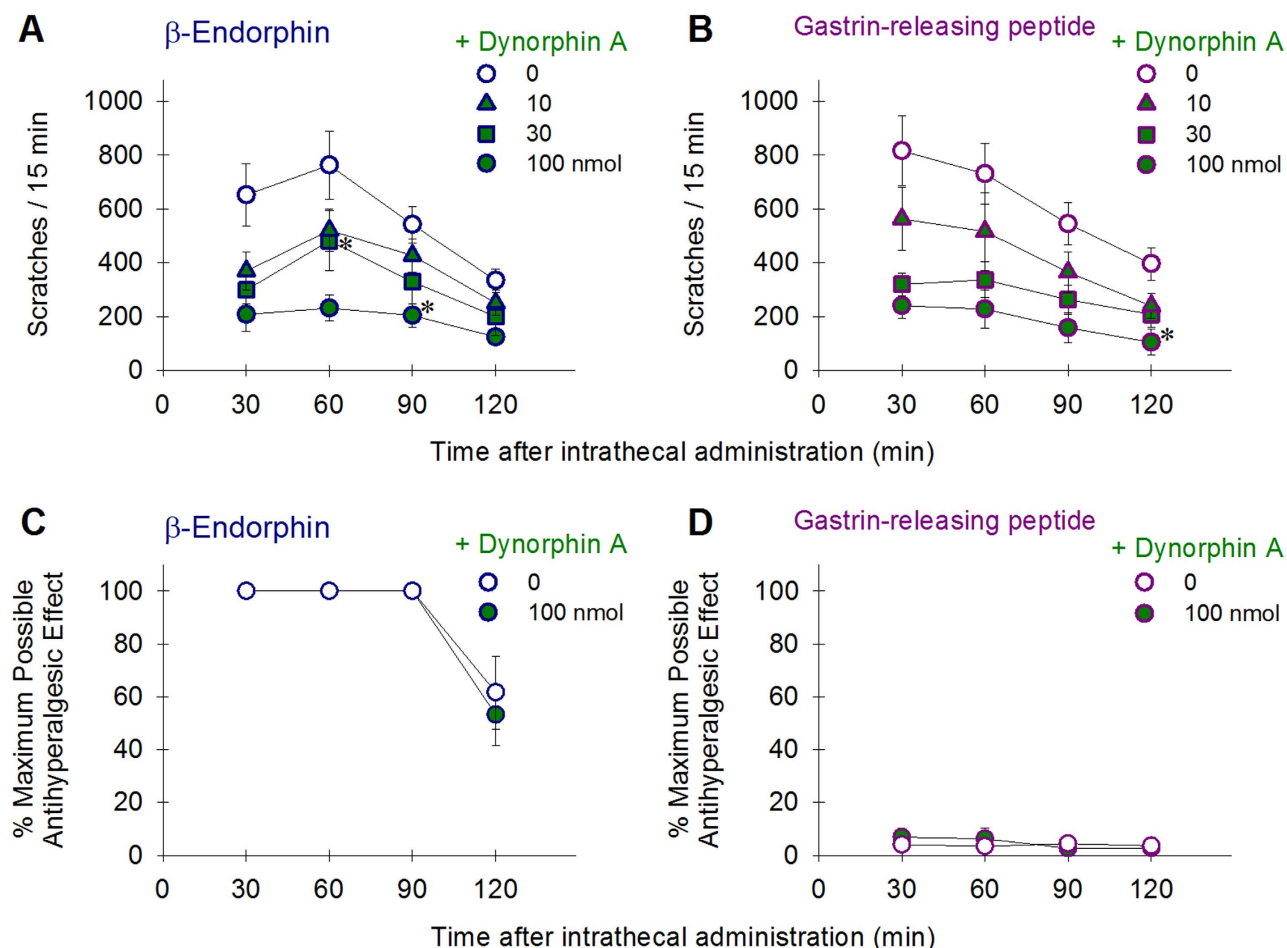 A
β-Endorphin
+ Dynorphin A
0
10
30
100 nmol
Scratches / 15 min
1000
800
600
400
200
0
*
*
0 30 60 90 120
B
Gastrin-releasing peptide
+ Dynorphin A
0
10
30
100 nmol
Scratches / 15 min
1000
800
600
400
200
0
*
0 30 60 90 120
Time after intrathecal administration (min)
C
β-Endorphin
+ Dynorphin A
0
100 nmol
% Maximum Possible
Antihyperalgesic Effect
100
80
60
40
20
0
0 30 60 90 120
D
Gastrin-releasing peptide
+ Dynorphin A
0
100 nmol
% Maximum Possible
Antihyperalgesic Effect
100
80
60
40
20
0
0 30 60 90 120
Time after intrathecal administration (min)